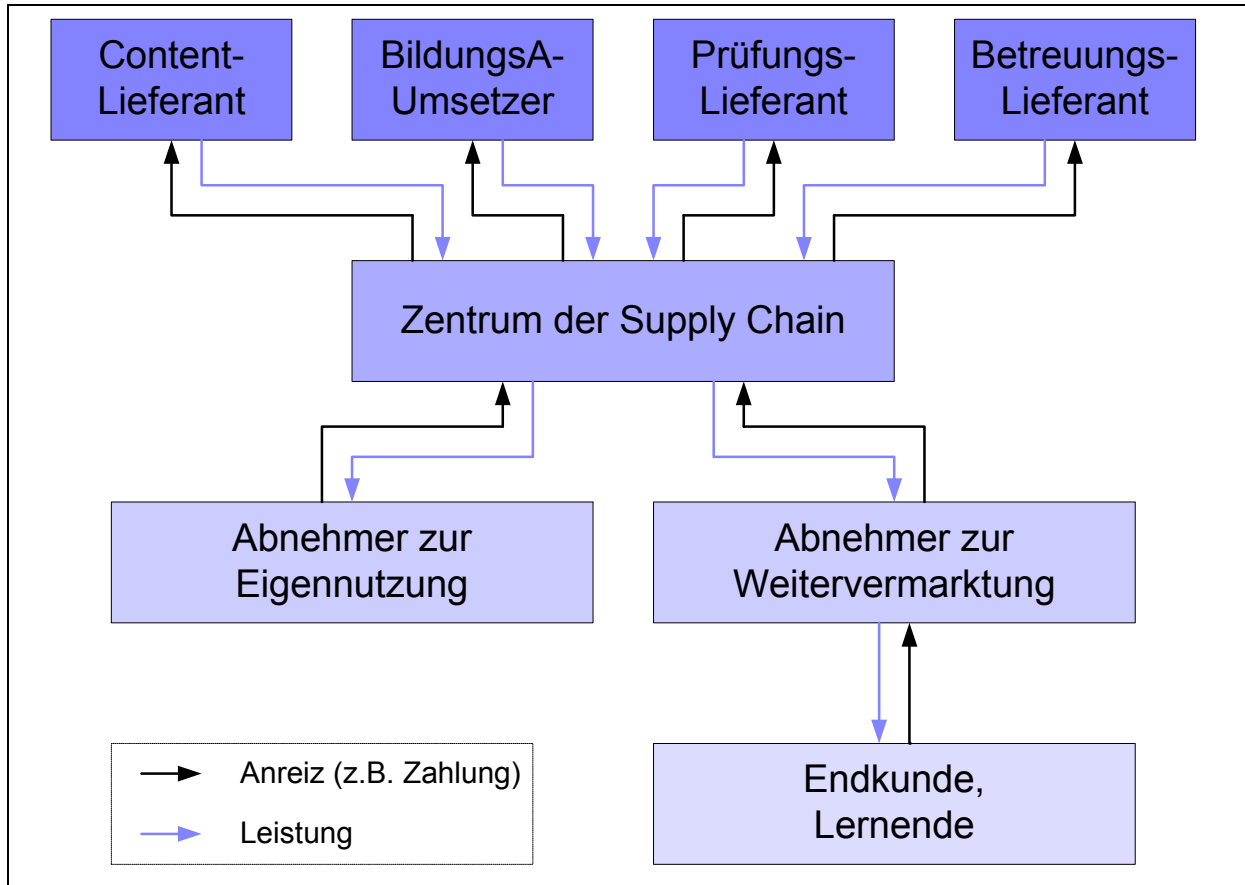 Content-
Lieferant
BildungsA-
Umsetzer
Prüfungs-
Lieferant
Betreuungs-
Lieferant
Zentrum der Supply Chain
Abnehmer zur
Eigennutzung
Abnehmer zur
Weitervermarktung
Anreiz (z.B. Zahlung)
Leistung
Endkunde,
Lernende